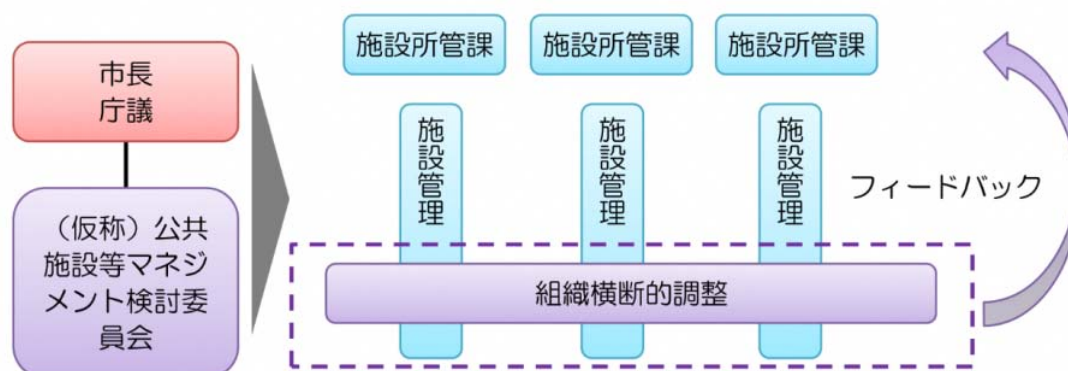 市長
庁議
（仮称）公共
施設等マネジ
メント検討委
員会
施設所管課
施設所管課
施設所管課
施設管理
施設管理
施設管理
組織横断的調整
フィードバック